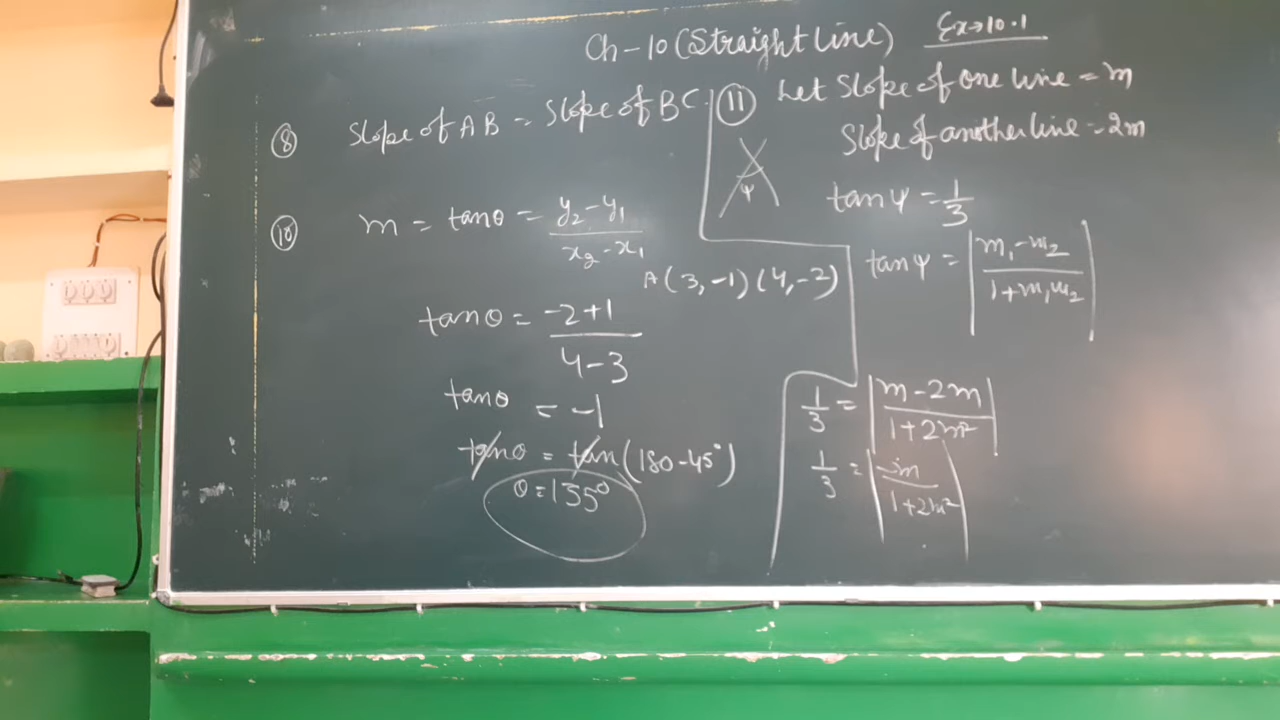 Ch-10 (Straight Line) Ex→10.1
⑧ Slope of AB = Slope of BC.
⑩ m = tanθ = y₂-y₁ / x₂-x₁
A(3,-1) (4,-2)
tanθ = -2+1 / 4-3
tanθ = -1
tanθ = tan(180-45°)
θ=135°
⑪ Let Slope of one line = m
Slope of another line = 2m
ψ
tanψ = 1/3
tanψ = |m₁-m₂ / 1+m₁m₂|
1/3 = |m-2m / 1+2m²|
1/3 = |-m / 1+2m²|